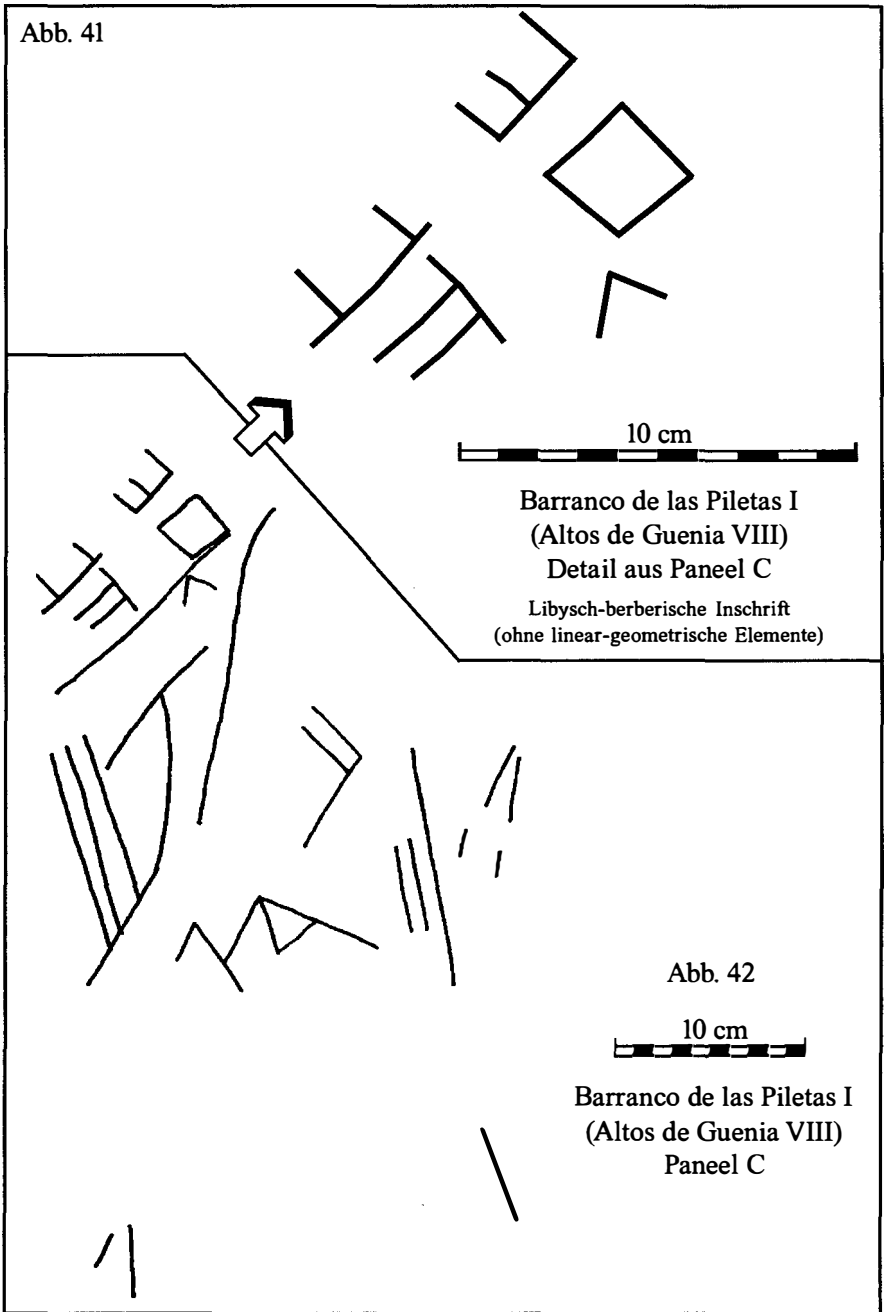 Abb. 41
10 cm
Barranco de las Piletas I
(Altos de Guenia VIII)
Detail aus Paneel C
Libysch-berberische Inschrift
(ohne linear-geometrische Elemente)
Abb. 42
10 cm
Barranco de las Piletas I
(Altos de Guenia VIII)
Paneel C